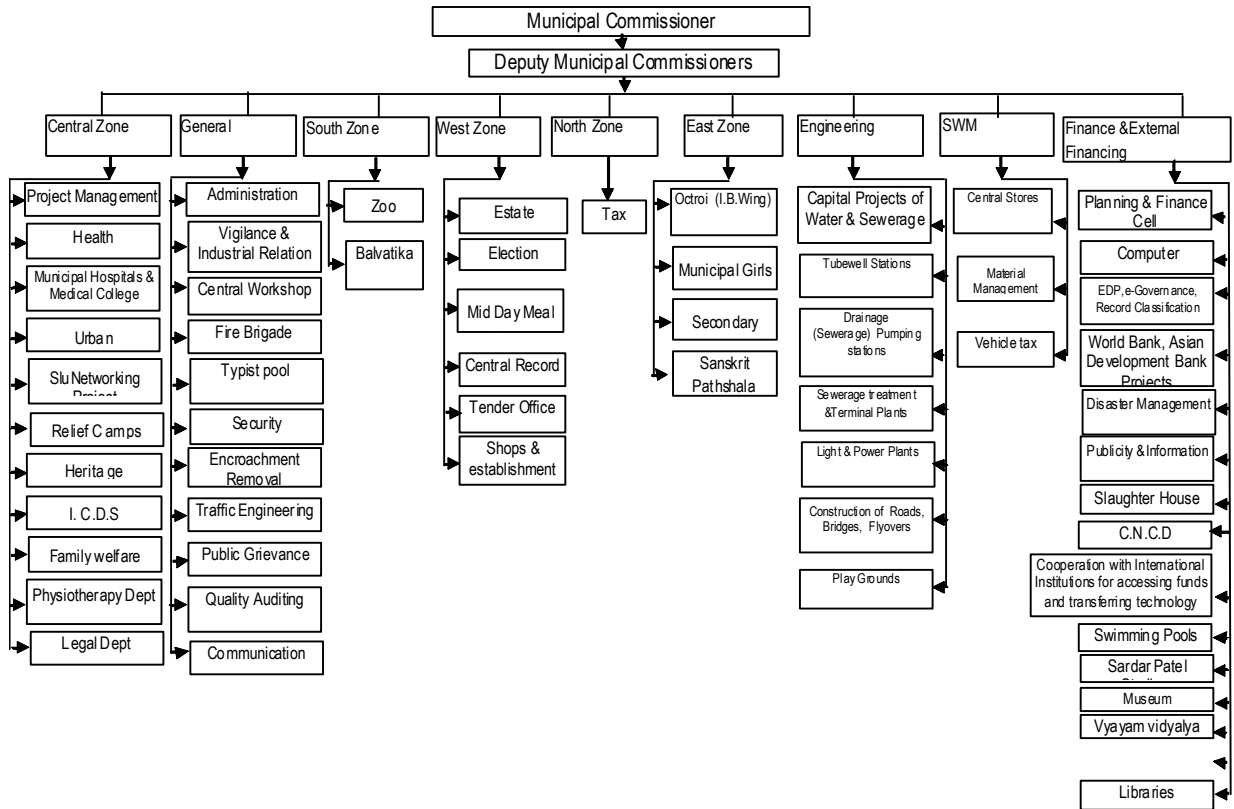 Municipal Commissioner
Deputy Municipal Commissioners
Central Zone
General
South Zone
West Zone
North Zone
East Zone
Engineering
SWM
Finance &External
Financing
Project Management
Health
Municipal Hospitals &
Medical College
Urban
Slu Networking
Relief Camps
Heritage
I. C.D.S
Family welfare
Physiotherapy Dept
Legal Dept
Administration
Vigilance &
Industrial Relation
Central Workshop
Fire Brigade
Typist pool
Security
Encroachment
Removal
Traffic Engineering
Public Grievance
Quality Auditing
Communication
Zoo
Balvatika
Estate
Election
Mid Day Meal
Central Record
Tender Office
Shops &
establishment
Tax
Octroi (I.B.Wing)
Municipal Girls
Secondary
Sanskrit
Pathshala
Capital Projects of
Water & Sewerage
Tubewell Stations
Drainage
(Sewerage) Pumping
stations
Sewerage treatment
&Terminal Plants
Light & Power Plants
Construction of Roads,
Bridges, Flyovers
Play Grounds
Central Stores
Material
Management
Vehicle tax
Planning & Finance
Cell
Computer
EDP, e-Governance,
Record Classification
World Bank, Asian
Development Bank
Projects
Disaster Management
Publicity & Information
Slaughter House
C.N.C.D
Cooperation with International
Institutions for accessing funds
and transferring technology
Swimming Pools
Sardar Patel
Museum
Vyayam vidyalya
Libraries